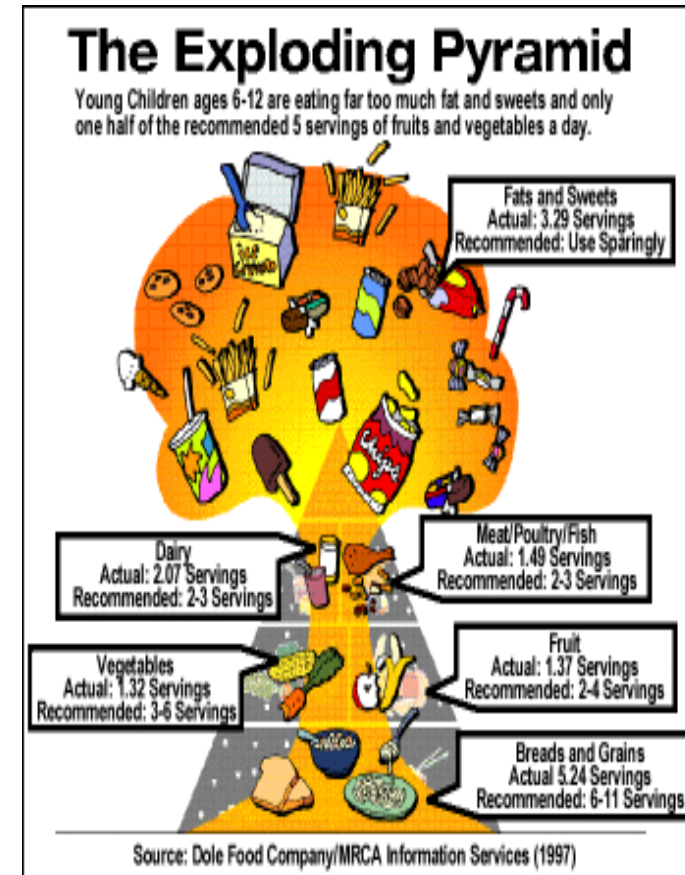 The Exploding Pyramid
Young Children ages 6-12 are eating far too much fat and sweets and only
one half of the recommended 5 servings of fruits and vegetables a day.
Fats and Sweets
Actual: 3.29 Servings
Recommended: Use Sparingly
ice
cream
Chips
Dairy
Actual: 2.07 Servings
Recommended: 2-3 Servings
Meat/Poultry/Fish
Actual: 1.49 Servings
Recommended: 2-3 Servings
Vegetables
Actual: 1.32 Servings
Recommended: 3-6 Servings
Fruit
Actual: 1.37 Servings
Recommended: 2-4 Servings
Breads and Grains
Actual 5.24 Servings
Recommended: 6-11 Servings
Source: Dole Food Company/MRCA Information Services (1997)